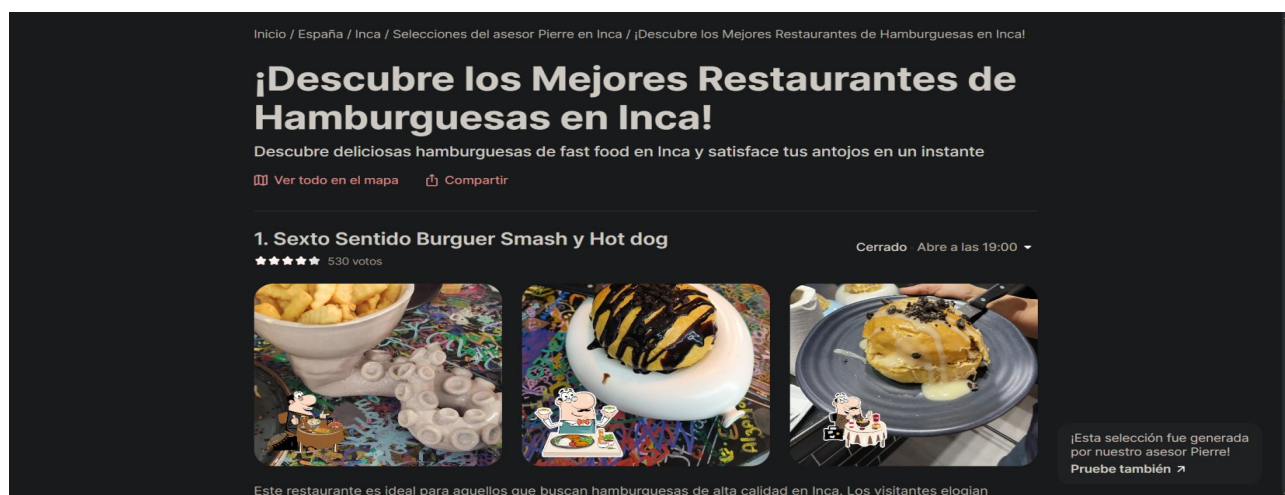 Inicio / España / Inca / Selecciones del asesor Pierre en Inca / ¡Descubre los Mejores Restaurantes de Hamburguesas en Inca!
¡Descubre los Mejores Restaurantes de
Hamburguesas en Inca!
Descubre deliciosas hamburguesas de fast food en Inca y satisface tus antojos en un instante
Ver todo en el mapa Compartir
1. Sexto Sentido Burguer Smash y Hot dog
Cerrado Abre a las 19:00
530 votos
¡Esta selección fue generada
por nuestro asesor Pierre!
Pruebe también ↗
Este restaurante es ideal para aquellos que buscan hamburguesas de alta calidad en Inca. Los visitantes elogian